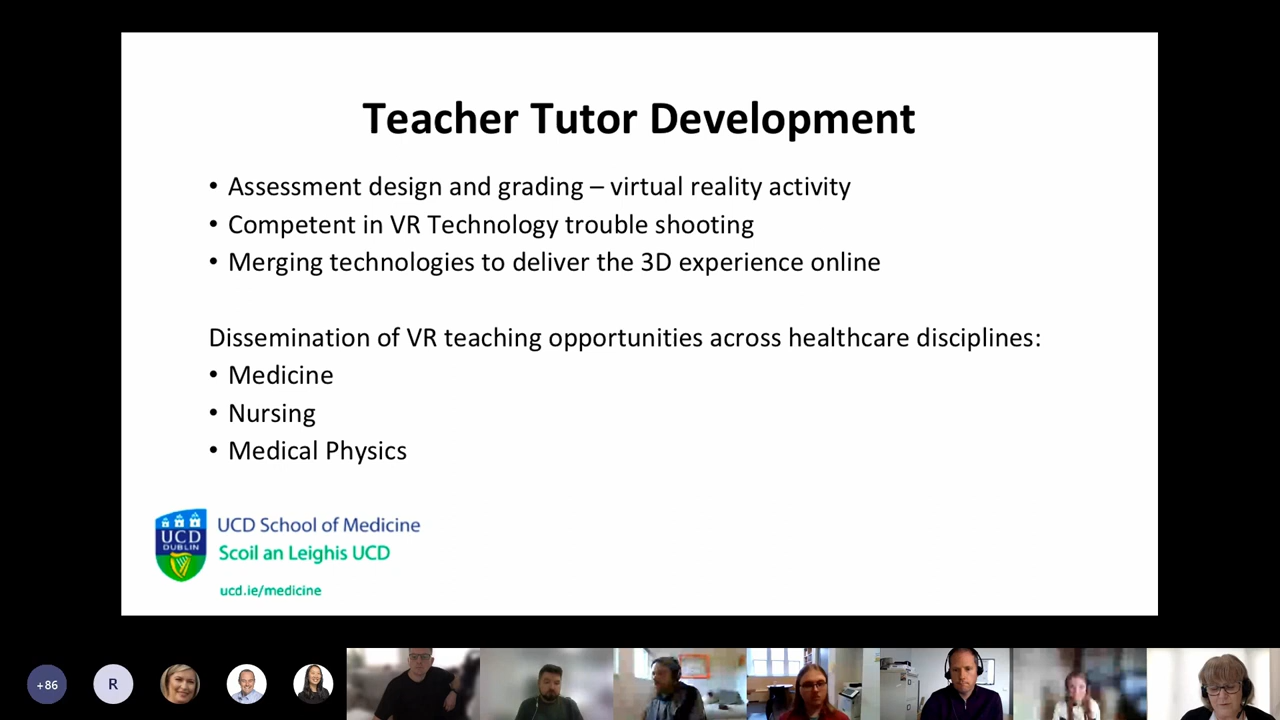 Teacher Tutor Development
• Assessment design and grading – virtual reality activity
• Competent in VR Technology trouble shooting
• Merging technologies to deliver the 3D experience online
Dissemination of VR teaching opportunities across healthcare disciplines:
• Medicine
• Nursing
• Medical Physics
UCD
DUBLIN
UCD School of Medicine
Scoil an Leighis UCD
ucd.ie/medicine
+86
R